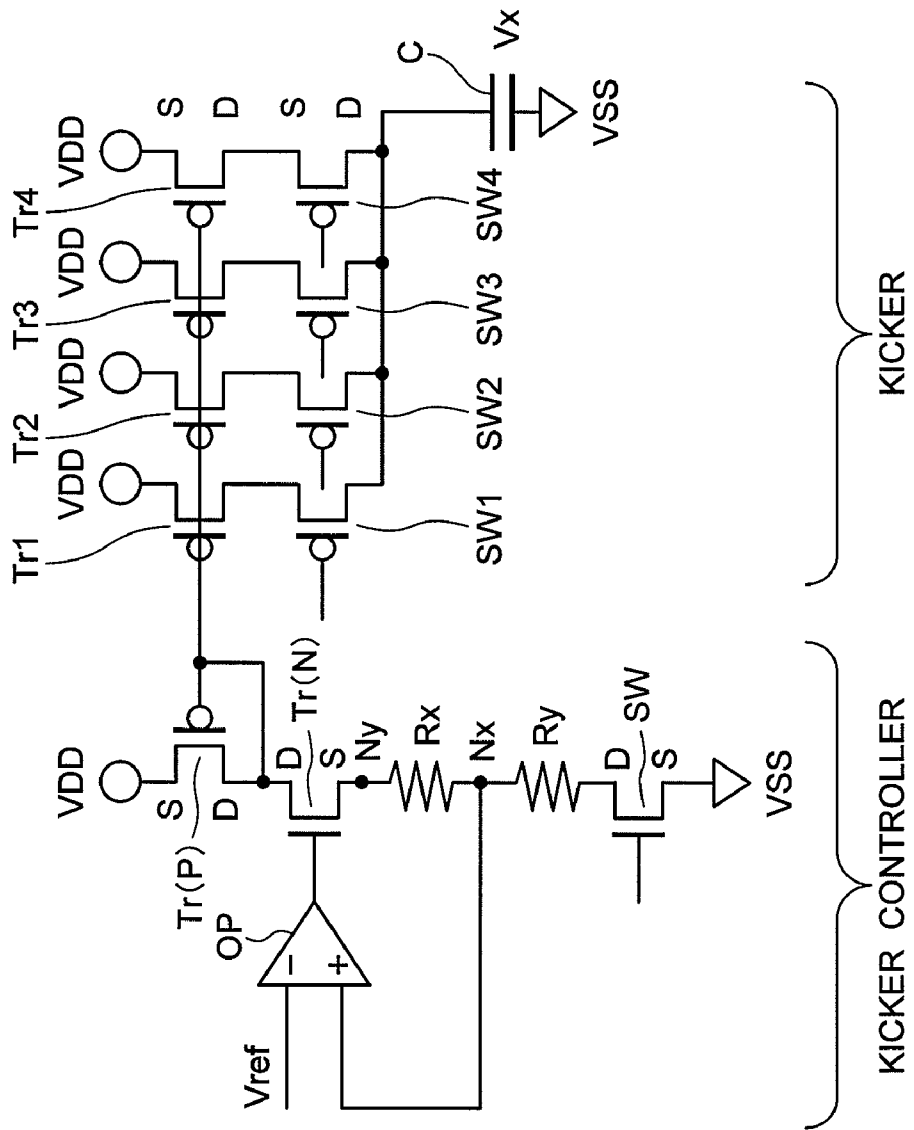 VDD
VDD
VDD
VDD
VDD
Tr1
Tr2
Tr3
Tr4
S
D
S
D
S
D
Tr(P)
OP
−
+
Vref
D
S
Tr(N)
Ny
Rx
Nx
Ry
D
S
SW
VSS
SW1
SW2
SW3
SW4
C
Vx
VSS
KICKER CONTROLLER
KICKER